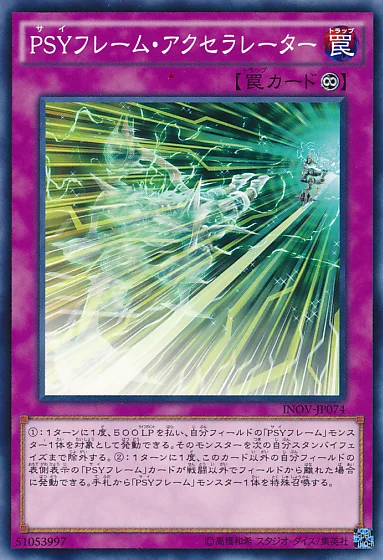 PSYフレーム・アクセラレーター
罠
【罠カード】
INOV-JP074
①：1ターンに1度、500LPを払い、自分フィールドの「PSYフレーム」モンス
ター1体を対象として発動できる。そのモンスターを次の自分スタンバイフェ
イズまで除外する。②：1ターンに1度、このカード以外の自分フィールドの
表側表示の「PSYフレーム」カードが戦闘以外でフィールドから離れた場合
に発動できる。手札から「PSYフレーム」モンスター1体を特殊召喚する。
51053997
©高橋和希 スタジオ・ダイス/集英社